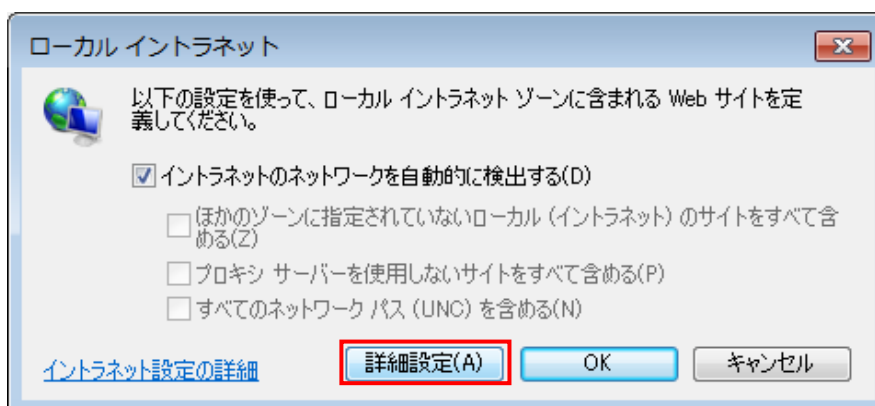 ローカル イントラネット
以下の設定を使って、ローカル イントラネット ゾーンに含まれる Web サイトを定
義してください。
イントラネットのネットワークを自動的に検出する(D)
ほかのゾーンに指定されていないローカル (イントラネット) のサイトをすべて含
める(Z)
プロキシ サーバーを使用しないサイトをすべて含める(P)
すべてのネットワーク パス (UNC) を含める(N)
イントラネット設定の詳細 詳細設定(A) OK キャンセル